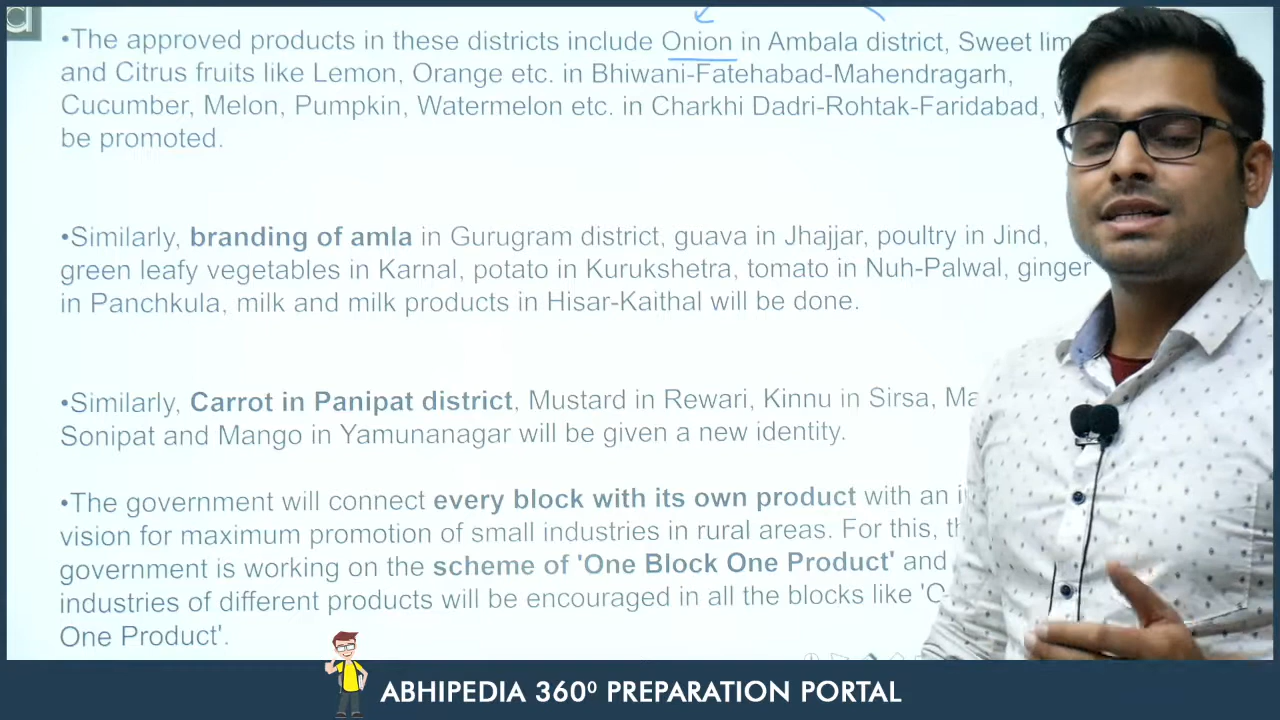 •The approved products in these districts include Onion in Ambala district, Sweet
and Citrus fruits like Lemon, Orange etc. in Bhiwani-Fatehabad-Mahendragarh,
Cucumber, Melon, Pumpkin, Watermelon etc. in Charkhi Dadri-Rohtak-Faridabad,
be promoted.
•Similarly, branding of amla in Gurugram district, guava in Jhajjar, poultry in Jind,
green leafy vegetables in Karnal, potato in Kurukshetra, tomato in Nuh-Palwal, ginger
in Panchkula, milk and milk products in Hisar-Kaithal will be done.
•Similarly, Carrot in Panipat district, Mustard in Rewari, Kinnu in Sirsa,
Sonipat and Mango in Yamunanagar will be given a new identity.
•The government will connect every block with its own product with an
vision for maximum promotion of small industries in rural areas. For this,
government is working on the scheme of 'One Block One Product' and
industries of different products will be encouraged in all the blocks like
One Product'.
ABHIPEDIA 360⁰ PREPARATION PORTAL